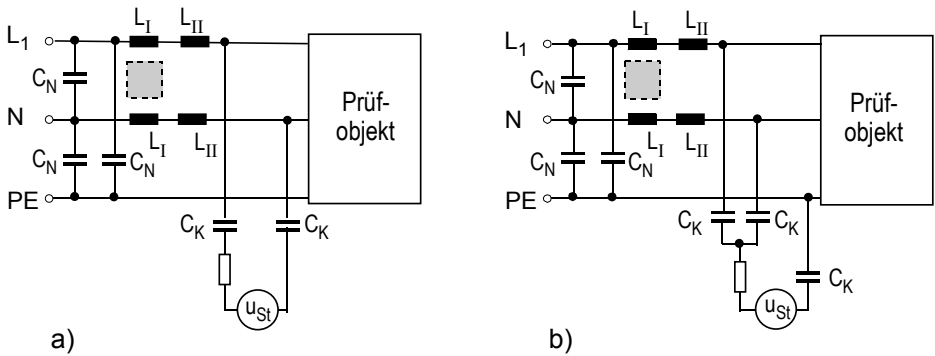 L₁
L_I L_II
C_N
N
Prüf-
objekt
C_N C_N
L_I L_II
PE
C_K C_K
u_St
a)
L₁
L_I L_II
C_N
N
Prüf-
objekt
C_N C_N
L_I L_II
PE
C_K C_K
C_K
u_St
b)